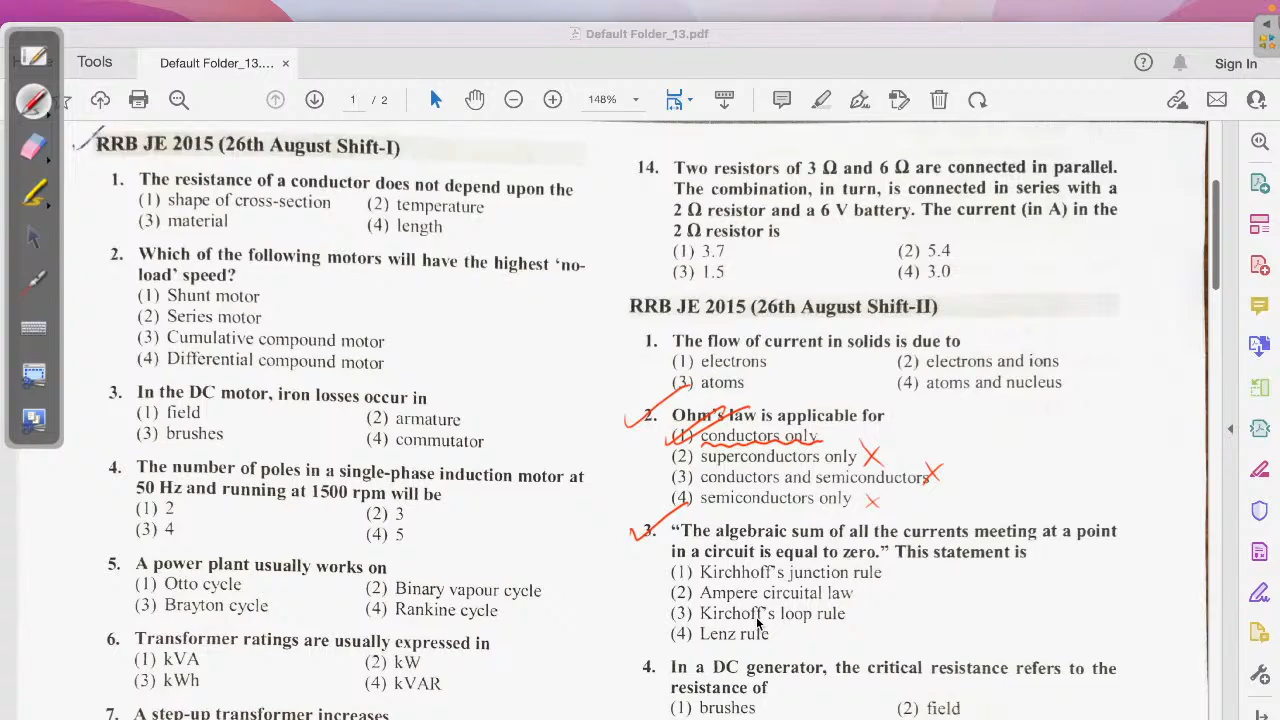 Default Folder_13.pdf
Tools
Default Folder_13....
×
Sign In
1 / 2
148%
RRB JE 2015 (26th August Shift-I)
1. The resistance of a conductor does not depend upon the
(1) shape of cross-section (2) temperature
(3) material (4) length
2. Which of the following motors will have the highest ‘no-
load’ speed?
(1) Shunt motor
(2) Series motor
(3) Cumulative compound motor
(4) Differential compound motor
3. In the DC motor, iron losses occur in
(1) field (2) armature
(3) brushes (4) commutator
4. The number of poles in a single-phase induction motor at
50 Hz and running at 1500 rpm will be
(1) 2 (2) 3
(3) 4 (4) 5
5. A power plant usually works on
(1) Otto cycle (2) Binary vapour cycle
(3) Brayton cycle (4) Rankine cycle
6. Transformer ratings are usually expressed in
(1) kVA (2) kW
(3) kWh (4) kVAR
7. A step-up transformer increases
14. Two resistors of 3 Ω and 6 Ω are connected in parallel.
The combination, in turn, is connected in series with a
2 Ω resistor and a 6 V battery. The current (in A) in the
2 Ω resistor is
(1) 3.7 (2) 5.4
(3) 1.5 (4) 3.0
RRB JE 2015 (26th August Shift-II)
1. The flow of current in solids is due to
(1) electrons (2) electrons and ions
(3) atoms (4) atoms and nucleus
2. Ohm's law is applicable for
(1) conductors only
(2) superconductors only
(3) conductors and semiconductors
(4) semiconductors only
3. “The algebraic sum of all the currents meeting at a point
in a circuit is equal to zero.” This statement is
(1) Kirchhoff's junction rule
(2) Ampere circuital law
(3) Kirchoff's loop rule
(4) Lenz rule
4. In a DC generator, the critical resistance refers to the
resistance of
(1) brushes (2) field